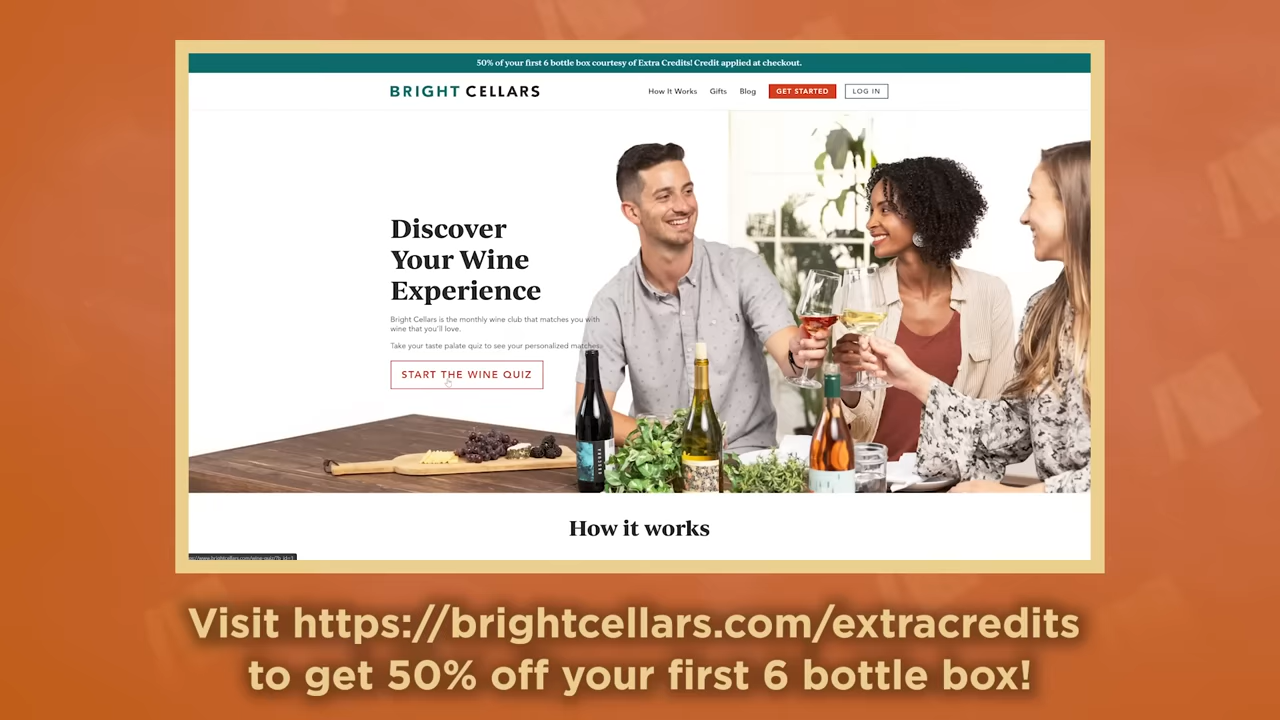 50% of your first 6 bottle box courtesy of Extra Credits! Credit applied at checkout.
BRIGHT CELLARS
How It Works Gifts Blog GET STARTED LOG IN
Discover
Your Wine
Experience
Bright Cellars is the monthly wine club that matches you with
wine that you'll love.
Take your taste palate quiz to see your personalized matches.
START THE WINE QUIZ
OBSCURA
How it works
Visit https://brightcellars.com/extracredits
to get 50% off your first 6 bottle box!